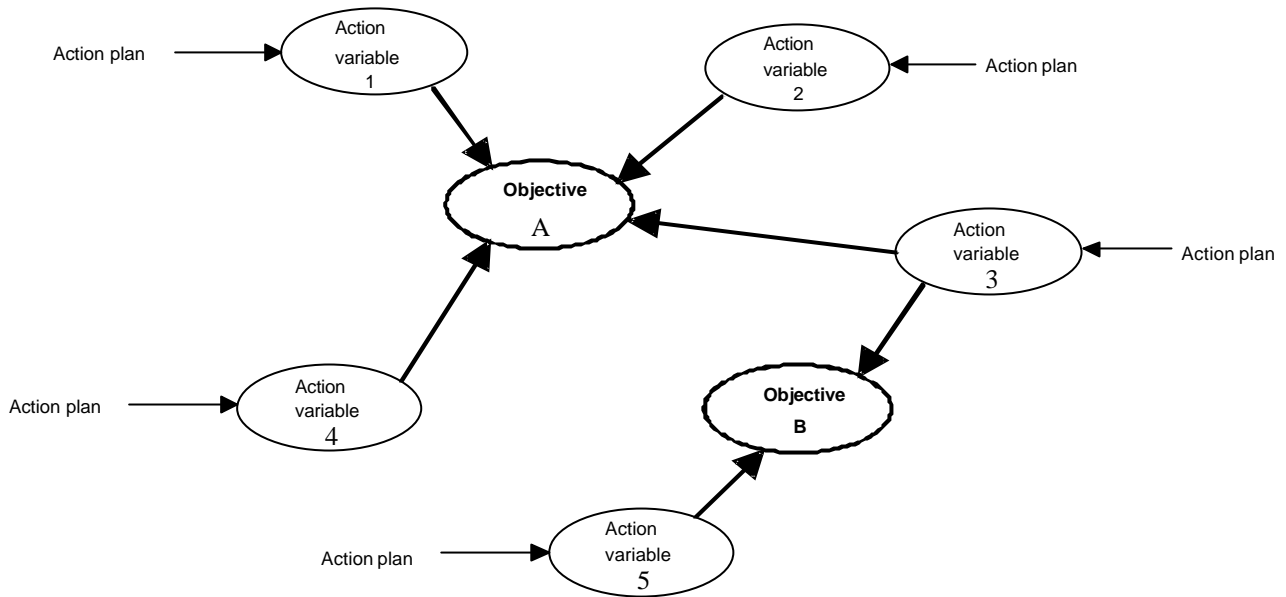 Action
variable
1
Action plan
Action
variable
2
Action plan
Objective
A
Action
variable
3
Action plan
Action
variable
4
Action plan
Objective
B
Action
variable
5
Action plan